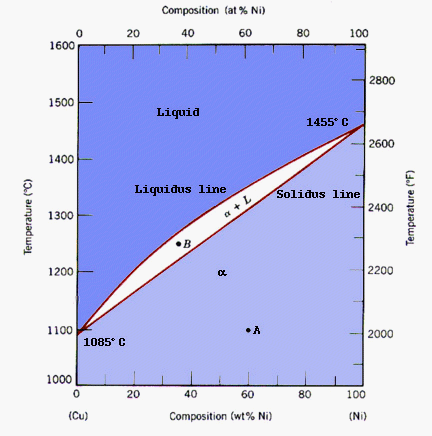 Composition (at % Ni)
0 20 40 60 80 100
1600
2800
1500
Liquid
1455° C
2600
1400
Liquidus line
α + L
Solidus line
2400
1300
Temperature (°C)
Temperature (°F)
B
1200
α
2200
1100
A
2000
1085° C
1000
0 20 40 60 80 100
(Cu) Composition (wt% Ni) (Ni)